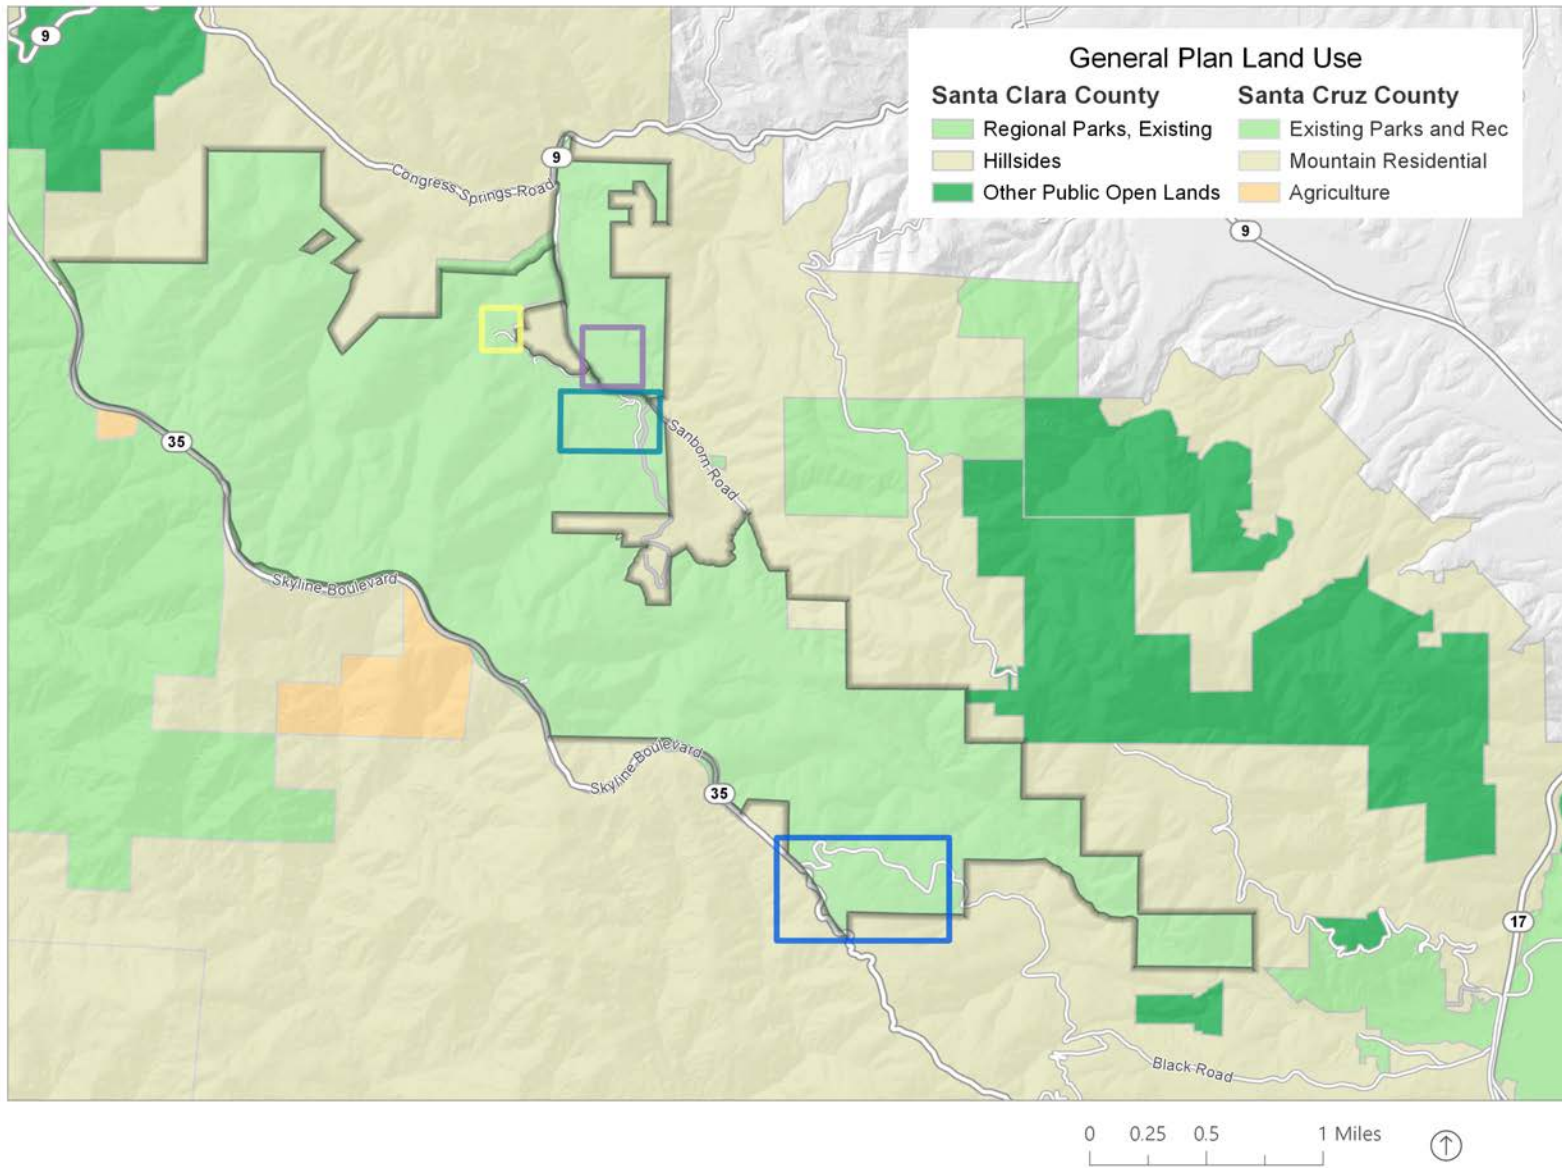 General Plan Land Use
Santa Clara County
Regional Parks, Existing
Hillsides
Other Public Open Lands
Santa Cruz County
Existing Parks and Rec
Mountain Residential
Agriculture
9
9
Congress Springs Road
9
35
Sanborn Road
Skyline Boulevard
Skyline Boulevard
35
17
Black Road
0 0.25 0.5 1 Miles